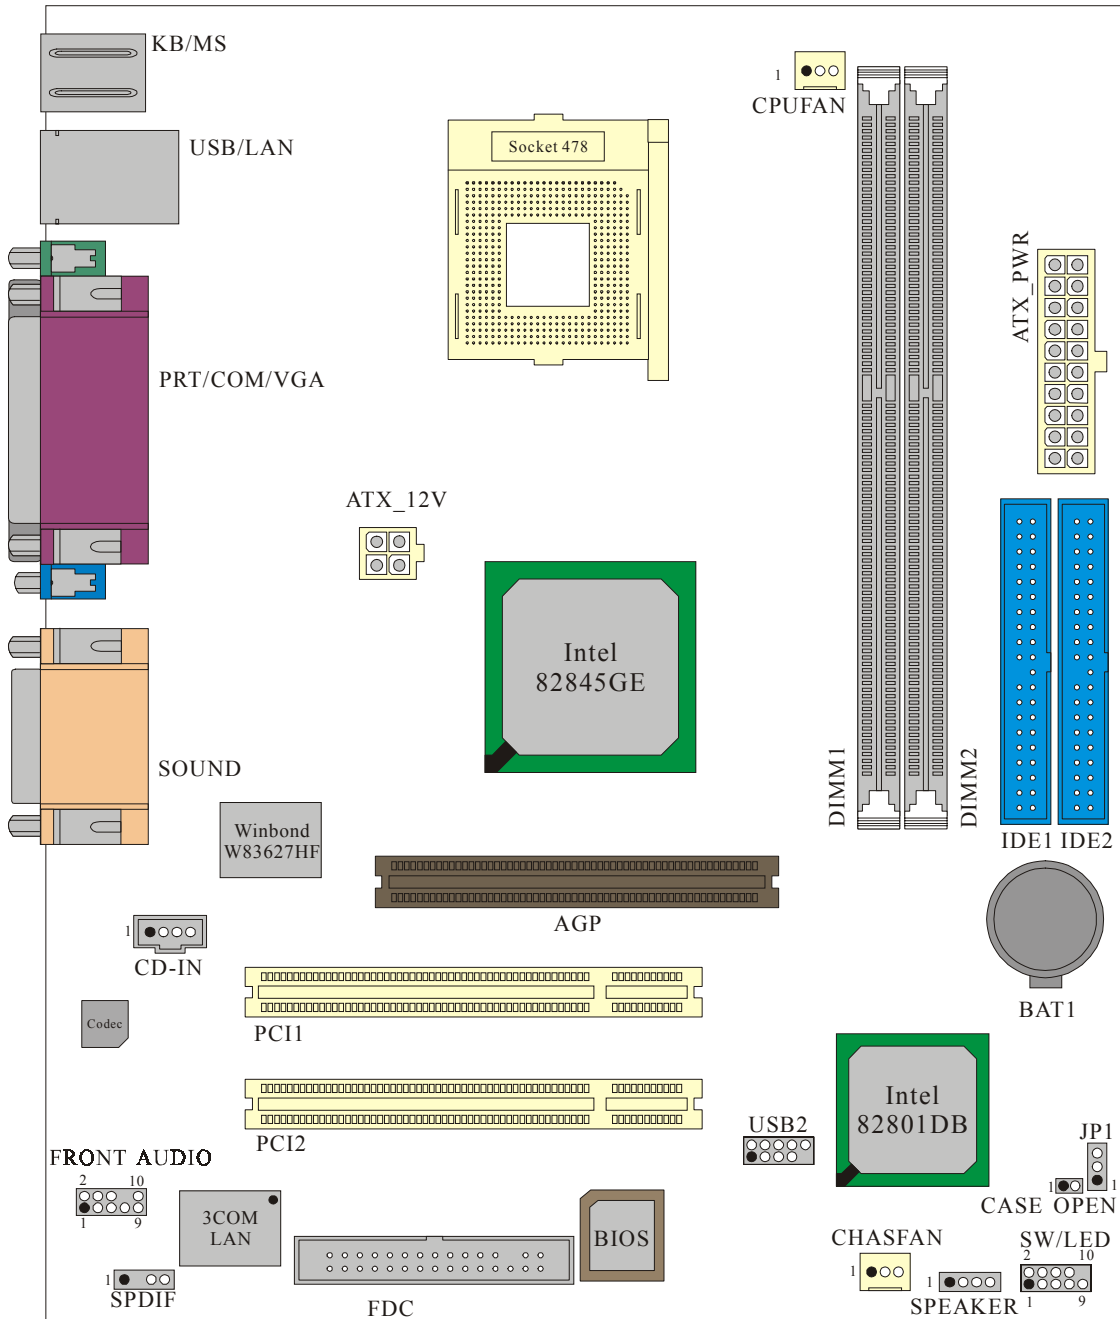 KB/MS
1
CPUFAN
USB/LAN
Socket 478
ATX_PWR
PRT/COM/VGA
ATX_12V
Intel
82845GE
DIMM1
DIMM2
SOUND
Winbond
W83627HF
IDE1 IDE2
AGP
1
CD-IN
BAT1
Codec
PCI1
Intel
82801DB
USB2
JP1
PCI2
FRONT AUDIO
2 10
1 9
1
1
CASE OPEN
3COM
LAN
BIOS
CHASFAN
1
SW/LED
2 10
1 9
1
SPDIF
FDC
1
SPEAKER